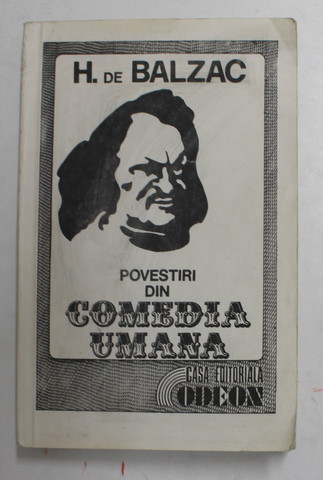 H. DE BALZAC
POVESTIRI
DIN
COMEDIA
UMANA
CASA EDITORIALA
ODEON